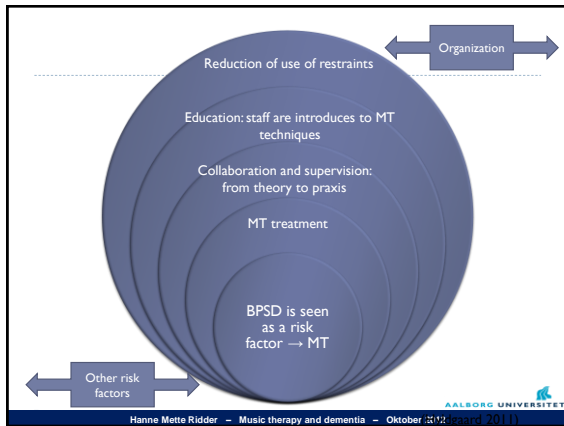 Organization
Reduction of use of restraints
Education: staff are introduces to MT
techniques
Collaboration and supervision:
from theory to praxis
MT treatment
BPSD is seen
as a risk
factor → MT
Other risk
factors
AALBORG UNIVERSITET
Hanne Mette Ridder – Music therapy and dementia – Oktober
2011)